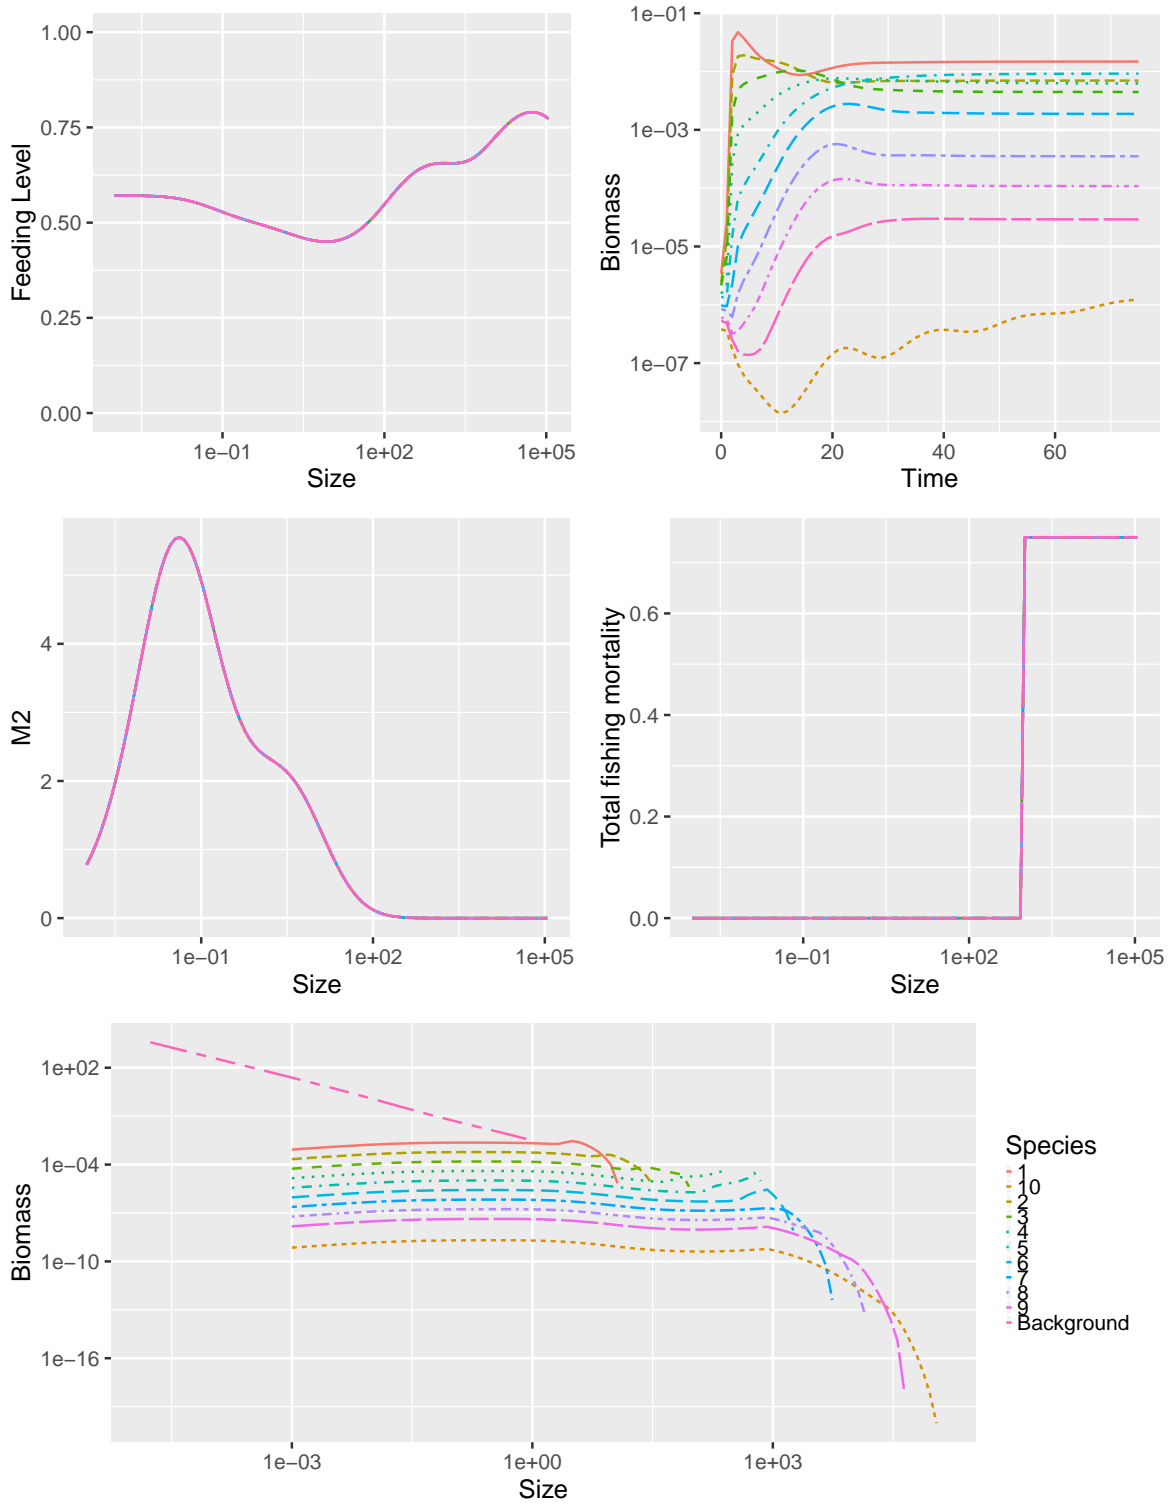 1.00
0.75
0.50
0.25
0.00
Feeding Level
1e−01
1e+02
1e+05
Size
1e−01
1e−03
1e−05
1e−07
Biomass
0
20
40
60
Time
4
2
0
M2
1e−01
1e+02
1e+05
Size
0.6
0.4
0.2
0.0
Total fishing mortality
1e−01
1e+02
1e+05
Size
1e+02
1e−04
1e−10
1e−16
Biomass
1e−03
1e+00
1e+03
Size
Species
1
10
2
3
4
5
6
7
8
9
Background